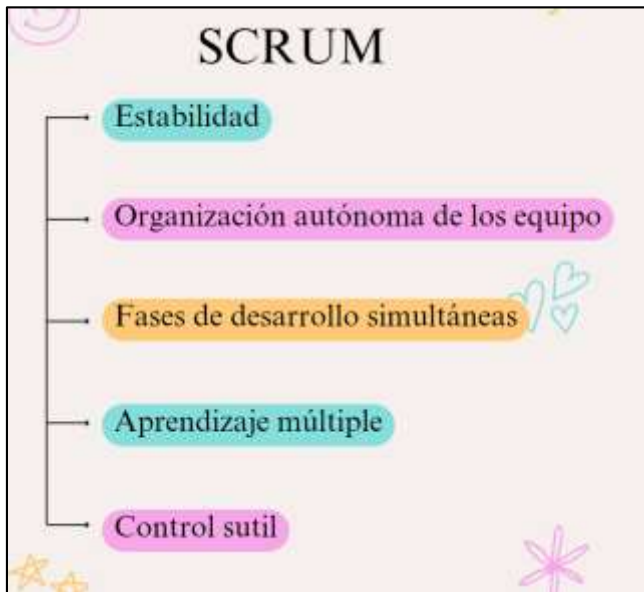 SCRUM
Estabilidad
Organización autónoma de los equipo
Fases de desarrollo simultáneas
Aprendizaje múltiple
Control sutil